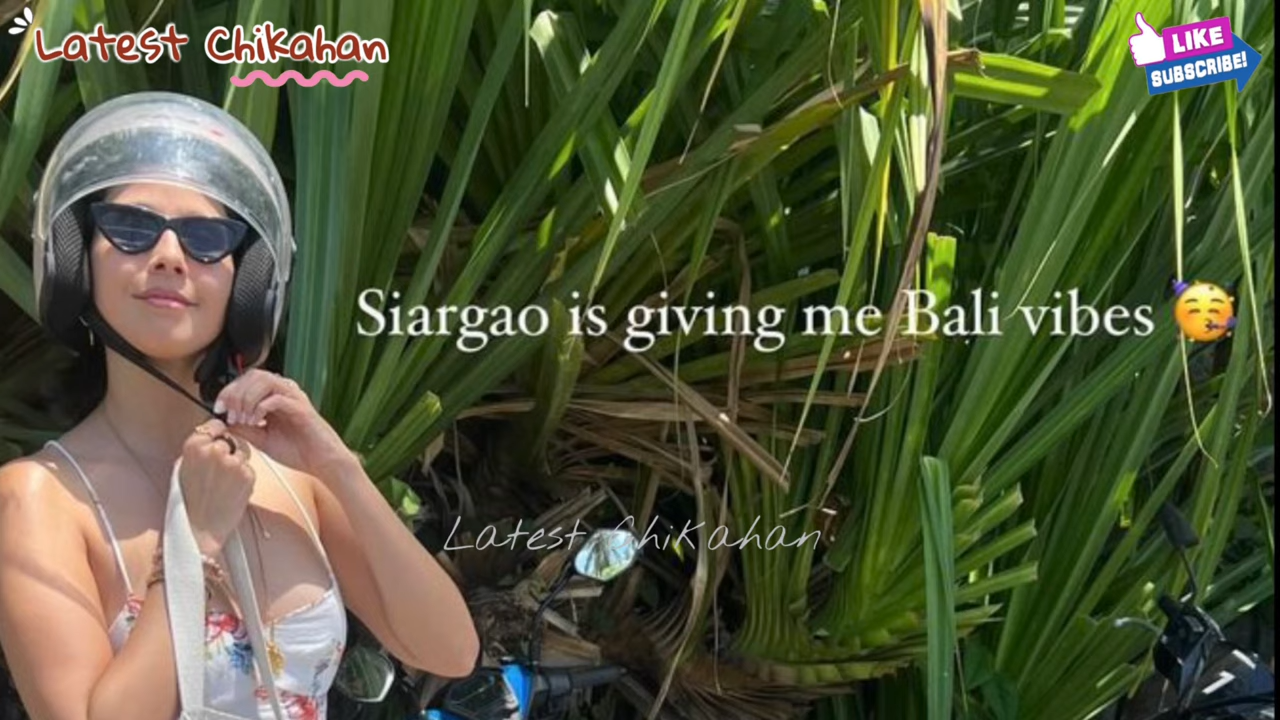 Latest Chikahan
LIKE
SUBSCRIBE!
Siargao is giving me Bali vibes 🥳
Latest Chikahan